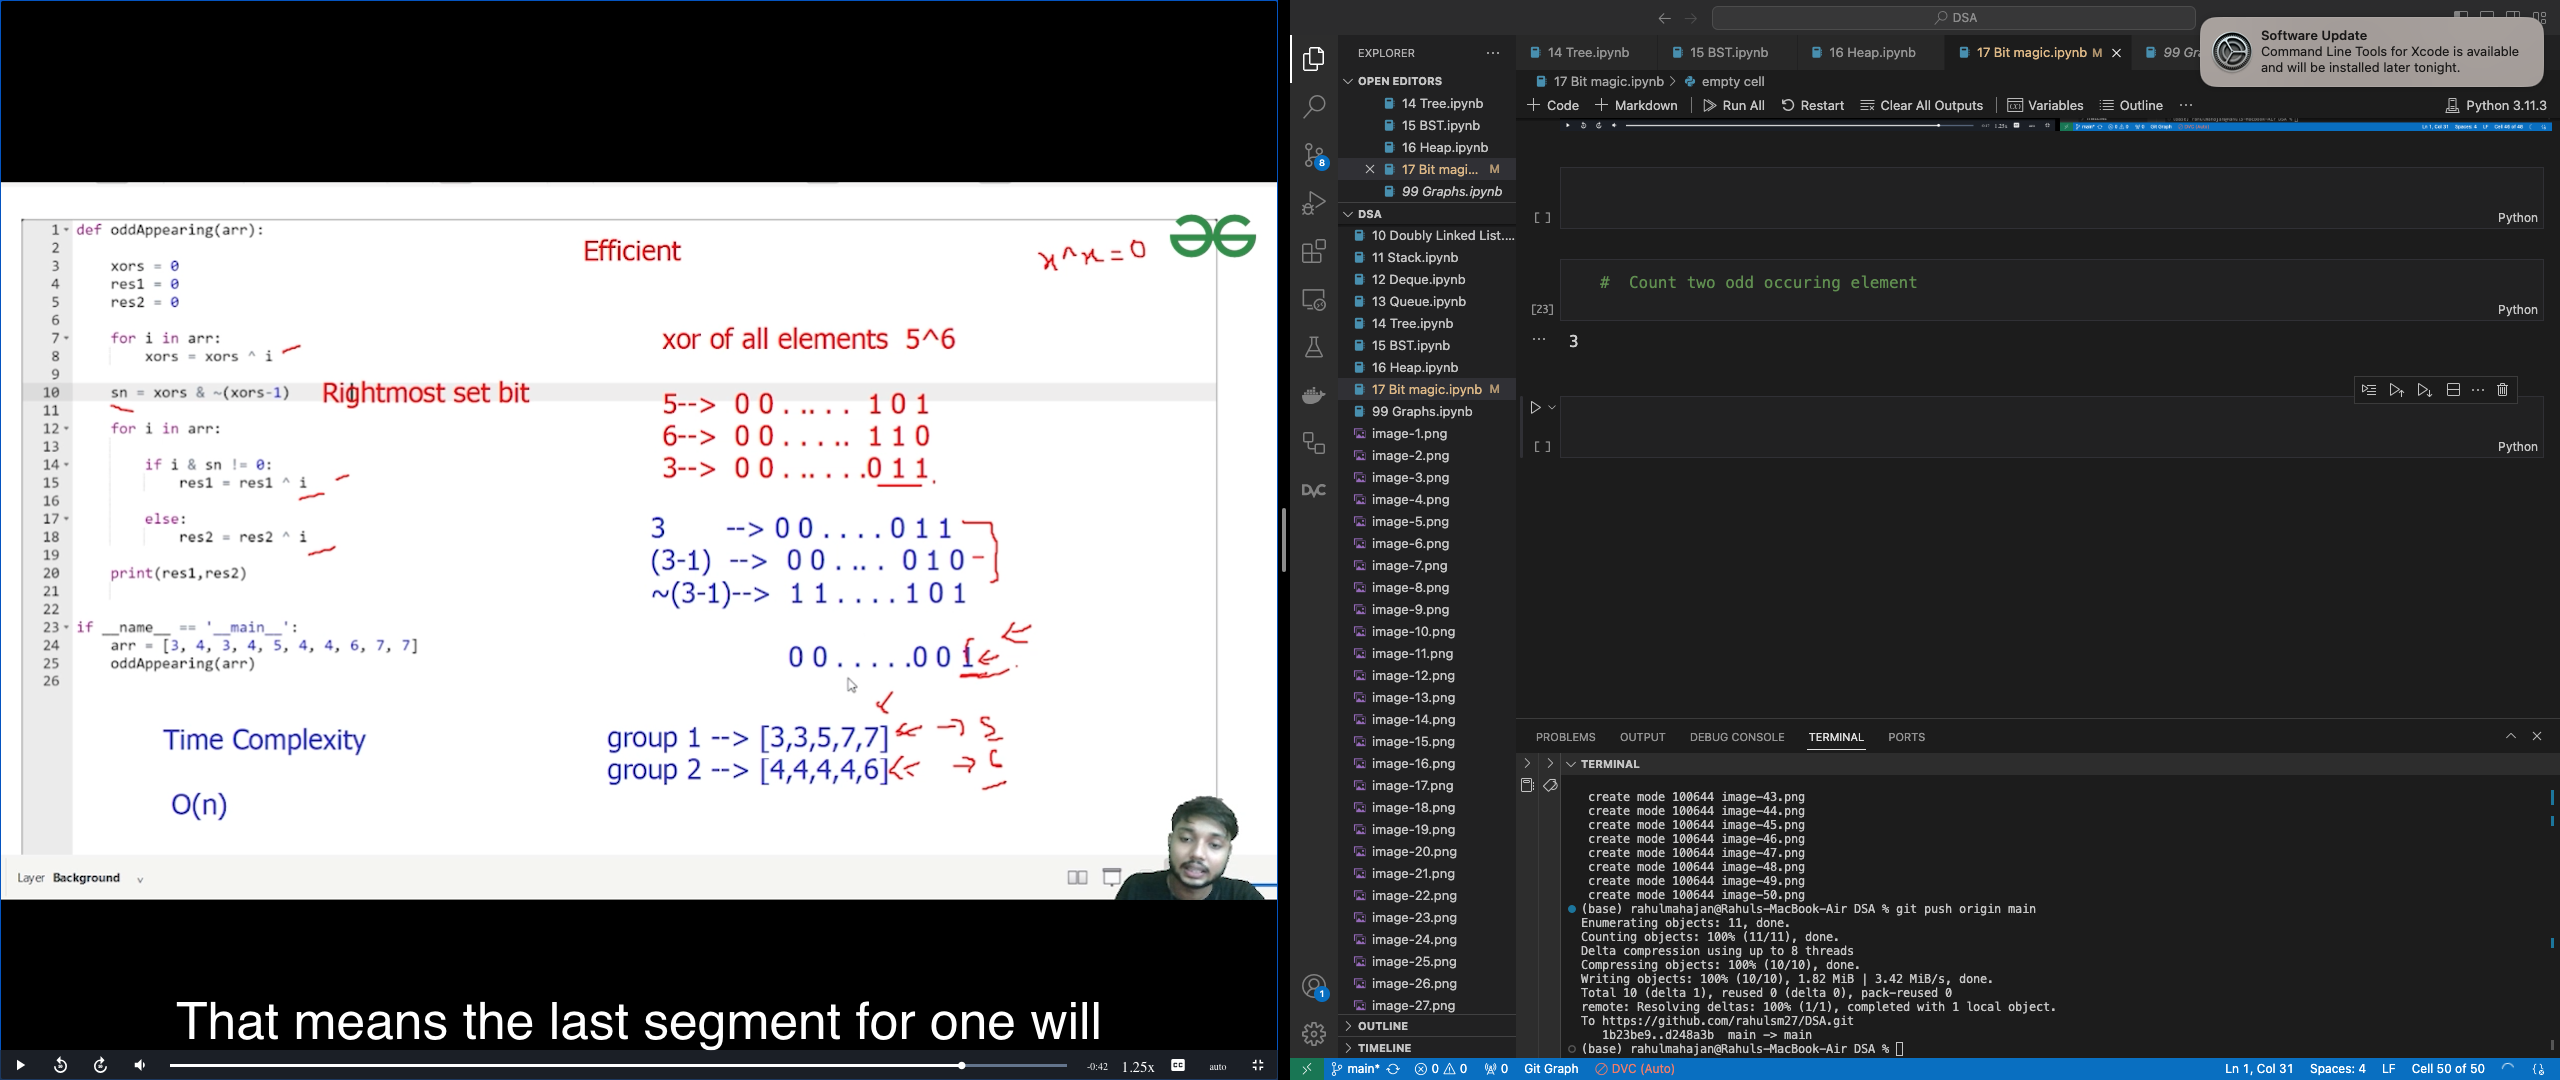 1 def oddAppearing(arr):
2
3 xors = 0
4 res1 = 0
5 res2 = 0
6
7 for i in arr:
8 xors = xors ^ i
9
10 sn = xors & ~(xors-1)
11
12 for i in arr:
13
14 if i & sn != 0:
15 res1 = res1 ^ i
16
17 else:
18 res2 = res2 ^ i
19
20 print(res1,res2)
21
22
23 if __name__ == '__main__':
24 arr = [3, 4, 3, 4, 5, 4, 4, 6, 7, 7]
25 oddAppearing(arr)
26
Efficient
x^x=0
Rightmost set bit
xor of all elements 5^6
5--> 0 0 . . . . . 1 0 1
6--> 0 0 . . . . . 1 1 0
3--> 0 0 . . . . . .0 1 1.
3 --> 0 0 . . . . 0 1 1
(3-1) --> 0 0 . . . . 0 1 0
~(3-1)--> 1 1 . . . . 1 0 1
0 0 . . . . . .0 0 1
group 1 --> [3,3,5,7,7] → 5
group 2 --> [4,4,4,4,6] → 6
Time Complexity
O(n)
Layer Background
That means the last segment for one will
-0:42 1.25x CC auto
DSA
Software Update
Command Line Tools for Xcode is available
and will be installed later tonight.
EXPLORER
OPEN EDITORS
14 Tree.ipynb
15 BST.ipynb
16 Heap.ipynb
17 Bit magi... M
99 Graphs.ipynb
DSA
10 Doubly Linked List....
11 Stack.ipynb
12 Deque.ipynb
13 Queue.ipynb
14 Tree.ipynb
15 BST.ipynb
16 Heap.ipynb
17 Bit magic.ipynb M
99 Graphs.ipynb
image-1.png
image-2.png
image-3.png
image-4.png
image-5.png
image-6.png
image-7.png
image-8.png
image-9.png
image-10.png
image-11.png
image-12.png
image-13.png
image-14.png
image-15.png
image-16.png
image-17.png
image-18.png
image-19.png
image-20.png
image-21.png
image-22.png
image-23.png
image-24.png
image-25.png
image-26.png
image-27.png
OUTLINE
TIMELINE
8
DVC
1
14 Tree.ipynb 15 BST.ipynb 16 Heap.ipynb 17 Bit magic.ipynb M 99 Gr
17 Bit magic.ipynb > empty cell
Code Markdown Run All Restart Clear All Outputs Variables Outline ... Python 3.11.3
[ ] Python
# Count two odd occuring element
[23] Python
... 3
[ ] Python
PROBLEMS OUTPUT DEBUG CONSOLE TERMINAL PORTS
TERMINAL
create mode 100644 image-43.png
create mode 100644 image-44.png
create mode 100644 image-45.png
create mode 100644 image-46.png
create mode 100644 image-47.png
create mode 100644 image-48.png
create mode 100644 image-49.png
create mode 100644 image-50.png
(base) rahulmahajan@Rahuls-MacBook-Air DSA % git push origin main
Enumerating objects: 11, done.
Counting objects: 100% (11/11), done.
Delta compression using up to 8 threads
Compressing objects: 100% (10/10), done.
Writing objects: 100% (10/10), 1.82 MiB | 3.42 MiB/s, done.
Total 10 (delta 1), reused 0 (delta 0), pack-reused 0
remote: Resolving deltas: 100% (1/1), completed with 1 local object.
To https://github.com/rahulsm27/DSA.git
1b23be9..d248a3b main -> main
(base) rahulmahajan@Rahuls-MacBook-Air DSA %
main* 0 0 0 Git Graph DVC (Auto) Ln 1, Col 31 Spaces: 4 LF Cell 50 of 50